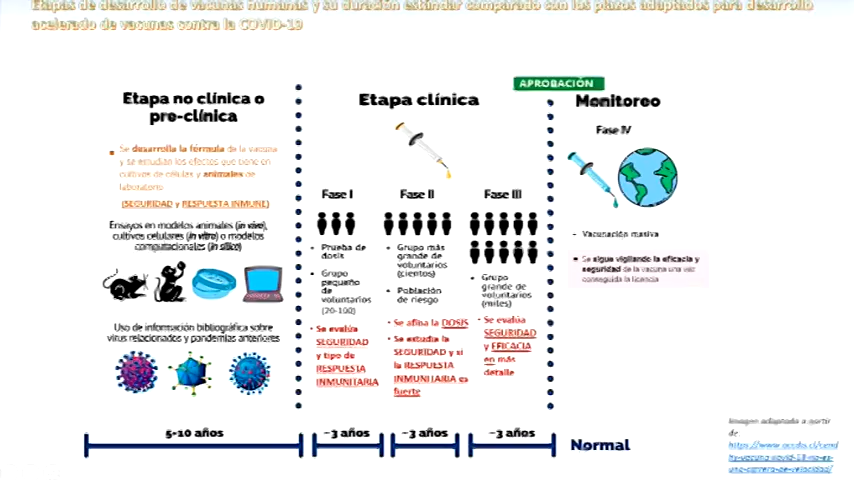 Etapas de desarrollo de vacunas humanas y su duración estándar comparado con los plazos adaptados para desarrollo
acelerado de vacunas contra la COVID-19
APROBACIÓN
Etapa no clínica o
pre-clínica
Se desarrolla la fórmula de la vacuna
y se estudian los efectos que tiene en
cultivos de células y animales de
laboratorio
(SEGURIDAD y RESPUESTA INMUNE)
Ensayos en modelos animales (in vivo),
cultivos celulares (in vitro) o modelos
computacionales (in silico)
Uso de información bibliográfica sobre
virus relacionados y pandemias anteriores
5-10 años
Etapa clínica
Fase I
• Prueba de
dosis
• Grupo
pequeño
de
voluntarios
(20-100)
• Se evalúa
SEGURIDAD
y tipo de
RESPUESTA
INMUNITARIA
~3 años
Fase II
• Grupo más
grande de
voluntarios
(cientos)
• Población
de riesgo
• Se afina la DOSIS
• Se estudia la
SEGURIDAD y si
la RESPUESTA
INMUNITARIA es
fuerte
~3 años
Fase III
• Grupo
grande de
voluntarios
(miles)
• Se evalúa
SEGURIDAD
y EFICACIA
en más
detalle
~3 años
Monitoreo
Fase IV
- Vacunación masiva
• Se sigue vigilando la eficacia y
seguridad de la vacuna una vez
conseguida la licencia
Normal
Imagen adaptada a partir
de